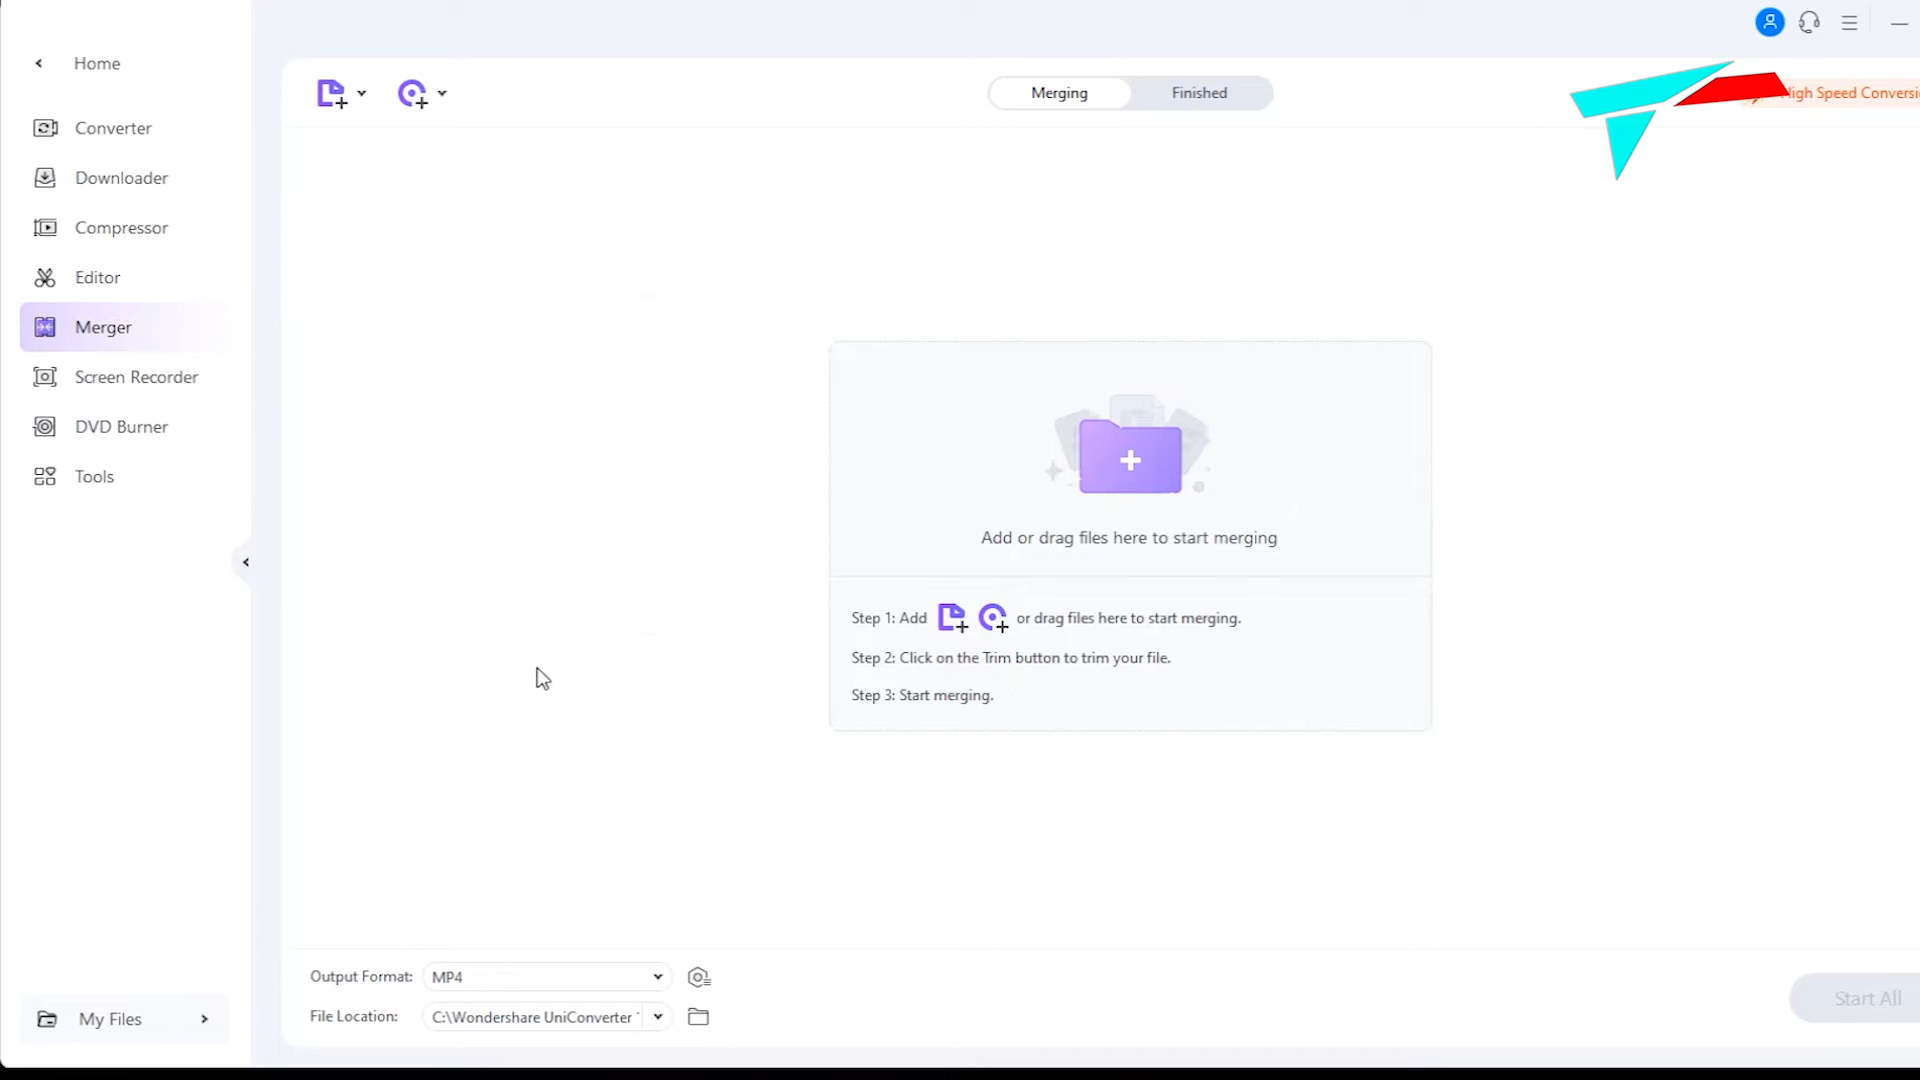 Home
Converter
Downloader
Compressor
Editor
Merger
Screen Recorder
DVD Burner
Tools
My Files
Merging
Finished
High Speed Conversi
Add or drag files here to start merging
Step 1: Add or drag files here to start merging.
Step 2: Click on the Trim button to trim your file.
Step 3: Start merging.
Output Format: MP4
File Location: C:\Wondershare UniConverter
Start All